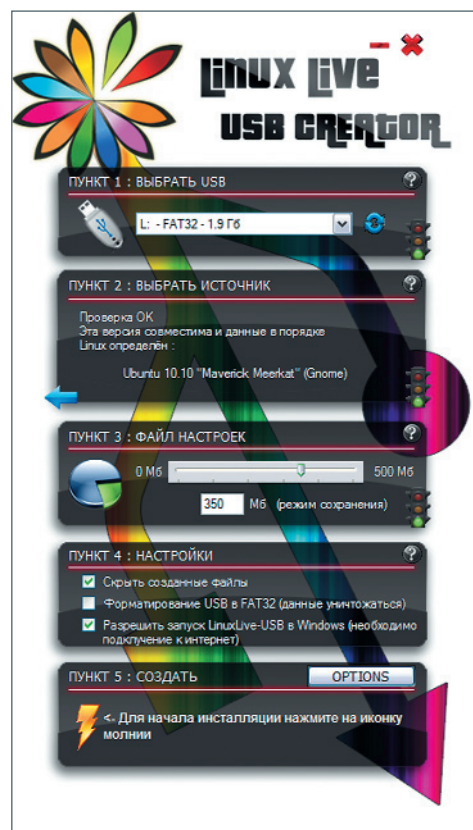 Linux Live
USB CREATOR
ПУНКТ 1 : ВЫБРАТЬ USB
?
L: - FAT32 - 1.9 Гб
ПУНКТ 2 : ВЫБРАТЬ ИСТОЧНИК
?
Проверка OK
Эта версия совместима и данные в порядке
Linux определён :
Ubuntu 10.10 "Maverick Meerkat" (Gnome)
ПУНКТ 3 : ФАЙЛ НАСТРОЕК
?
0 Мб 500 Мб
350 Мб (режим сохранения)
ПУНКТ 4 : НАСТРОЙКИ
?
Скрыть созданные файлы
Форматирование USB в FAT32 (данные уничтожаться)
Разрешить запуск LinuxLive-USB в Windows (необходимо
подключение к интернет)
ПУНКТ 5 : СОЗДАТЬ OPTIONS
<- Для начала инсталляции нажмите на иконку
молнии